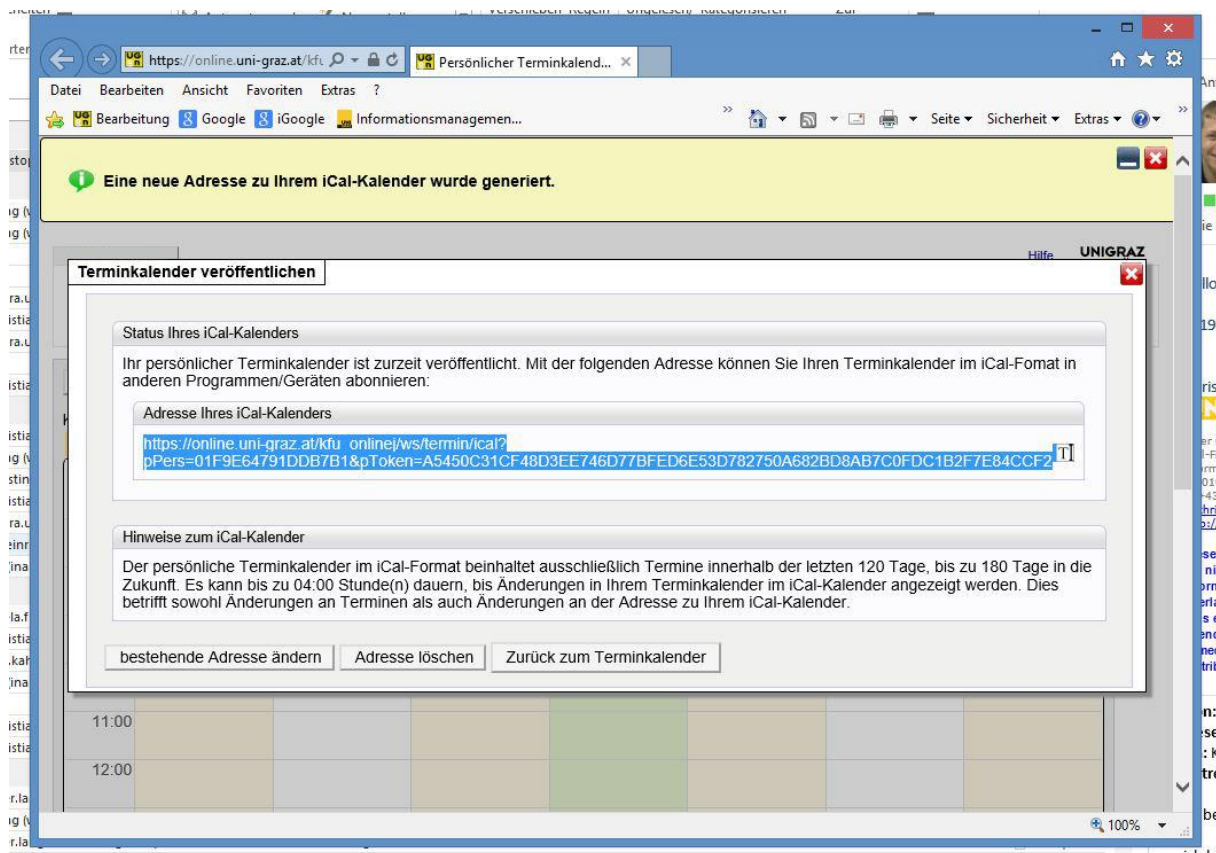 https://online.uni-graz.at/kfu
Persönlicher Terminkalend...
Datei Bearbeiten Ansicht Favoriten Extras ?
Bearbeitung Google iGoogle Informationsmanagemen...
Seite Sicherheit Extras
Eine neue Adresse zu Ihrem iCal-Kalender wurde generiert.
Hilfe UNIGRAZ
Terminkalender veröffentlichen
Status Ihres iCal-Kalenders
Ihr persönlicher Terminkalender ist zurzeit veröffentlicht. Mit der folgenden Adresse können Sie Ihren Terminkalender im iCal-Fomat in
anderen Programmen/Geräten abonnieren:
Adresse Ihres iCal-Kalenders
https://online.uni-graz.at/kfu_onlinej/ws/termin/ical?
pPers=01F9E64791DDB7B1&pToken=A5450C31CF48D3EE746D77BFED6E53D782750A682BD8AB7C0FDC1B2F7E84CCF2
Hinweise zum iCal-Kalender
Der persönliche Terminkalender im iCal-Format beinhaltet ausschließlich Termine innerhalb der letzten 120 Tage, bis zu 180 Tage in die
Zukunft. Es kann bis zu 04:00 Stunde(n) dauern, bis Änderungen in Ihrem Terminkalender im iCal-Kalender angezeigt werden. Dies
betrifft sowohl Änderungen an Terminen als auch Änderungen an der Adresse zu Ihrem iCal-Kalender.
bestehende Adresse ändern Adresse löschen Zurück zum Terminkalender
11:00
12:00
100%